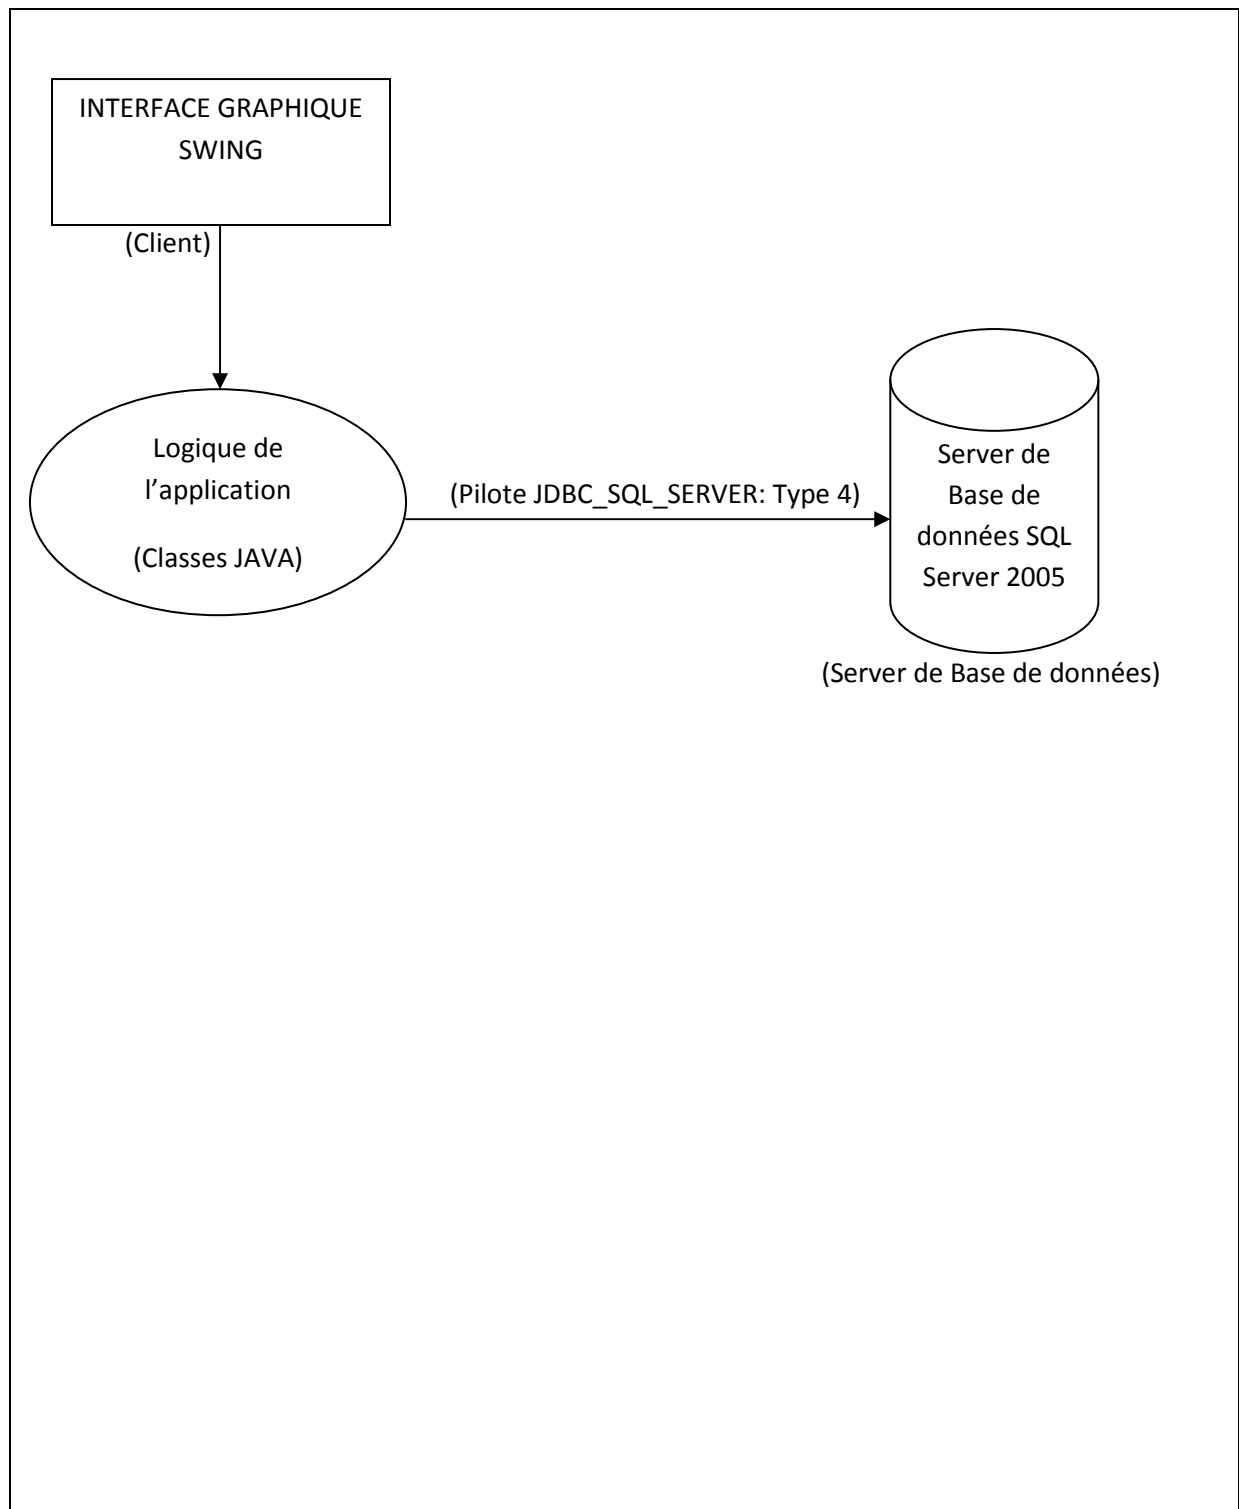 INTERFACE GRAPHIQUE
SWING
(Client)
Logique de
l’application
(Classes JAVA)
(Pilote JDBC_SQL_SERVER: Type 4)
Server de
Base de
données SQL
Server 2005
(Server de Base de données)